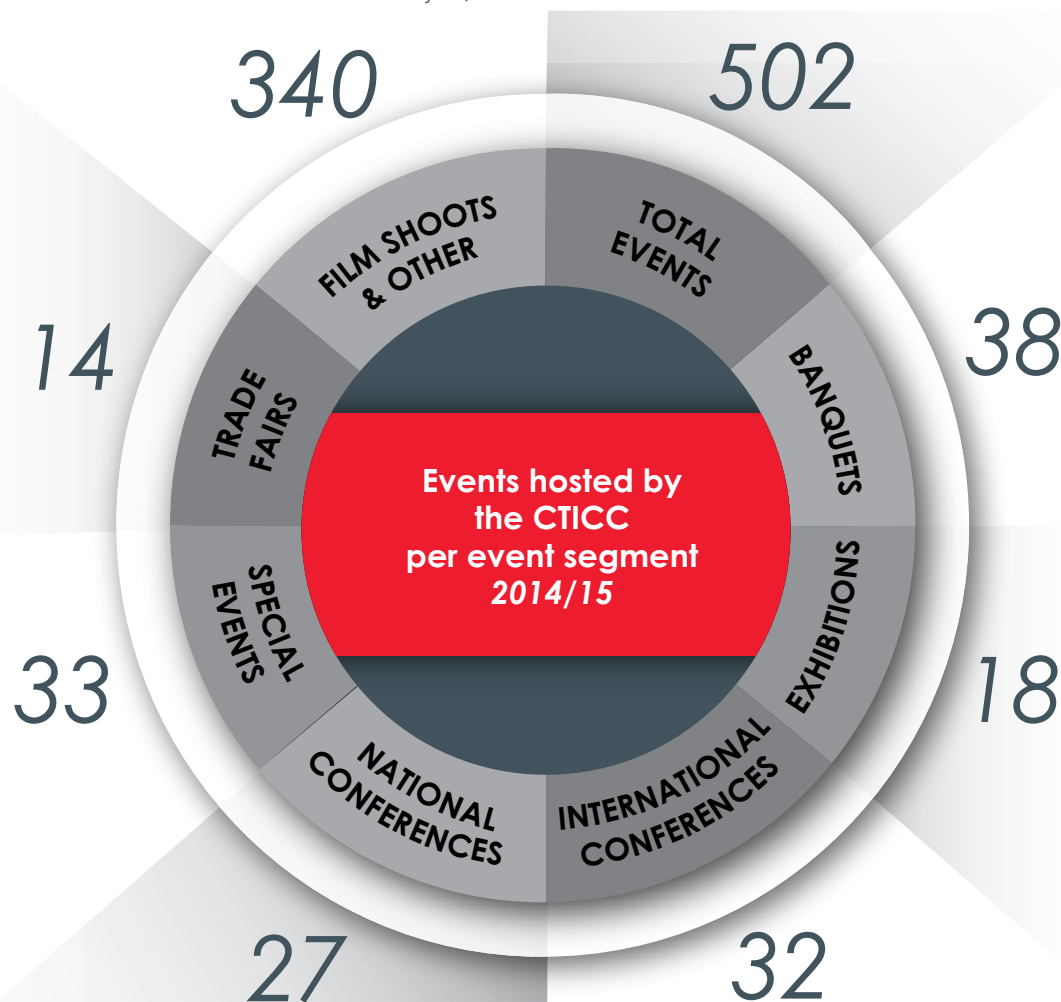 340
502
FILM SHOOTS
& OTHER
TOTAL
EVENTS
14
38
TRADE
FAIRS
BANQUETS
Events hosted by
the CTICC
per event segment
2014/15
SPECIAL
EVENTS
EXHIBITIONS
33
18
NATIONAL
CONFERENCES
INTERNATIONAL
CONFERENCES
27
32